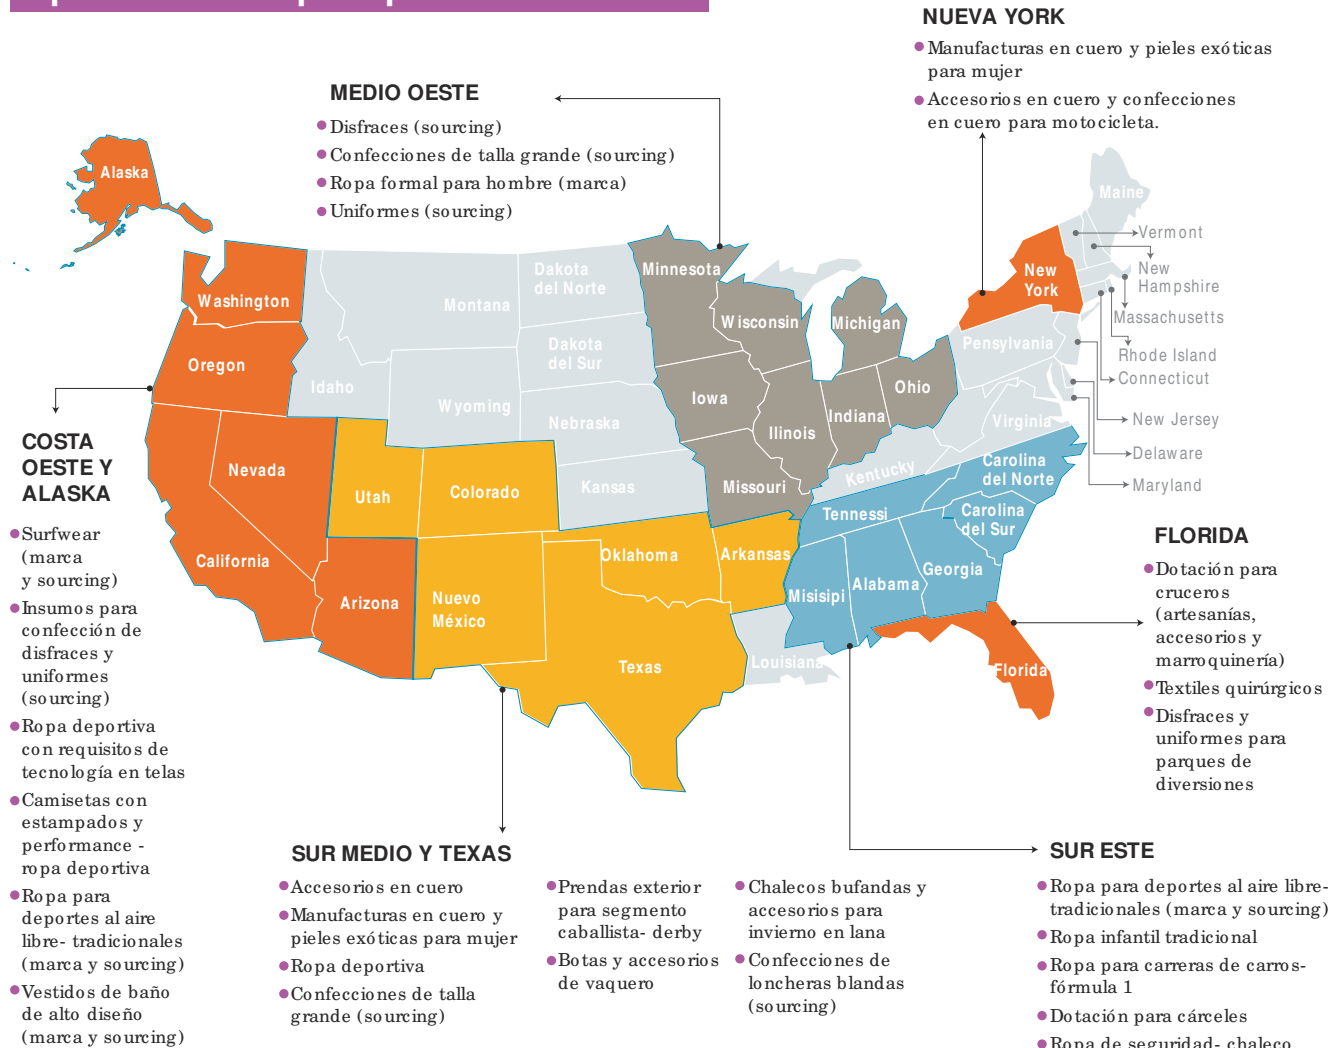 NUEVA YORK
Manufacturas en cuero y pieles exóticas
para mujer
Accesorios en cuero y confecciones
en cuero para motocicleta.
MEDIO OESTE
Disfraces (sourcing)
Confecciones de talla grande (sourcing)
Ropa formal para hombre (marca)
Uniformes (sourcing)
Alaska
Washington
Oregon
Idaho
Montana
Wyoming
Dakota
del Norte
Dakota
del Sur
Nebraska
Kansas
Minnesota
Wisconsin
Michigan
Iowa
Ilinois
Indiana
Ohio
Missouri
Kentucky
Virginia
Pensylvania
New
York
Maine
Vermont
New
Hampshire
Massachusetts
Rhode Island
Connecticut
New Jersey
Delaware
Maryland
Nevada
California
Utah
Colorado
Arizona
Nuevo
México
Oklahoma
Arkansas
Texas
Louisiana
Tennessi
Misisipi
Alabama
Georgia
Carolina
del Norte
Carolina
del Sur
Florida
COSTA
OESTE Y
ALASKA
Surfwear
(marca
y sourcing)
Insumos para
confección de
disfraces y
uniformes
(sourcing)
Ropa deportiva
con requisitos de
tecnología en telas
Camisetas con
estampados y
performance -
ropa deportiva
Ropa para
deportes al aire
libre- tradicionales
(marca y sourcing)
Vestidos de baño
de alto diseño
(marca y sourcing)
SUR MEDIO Y TEXAS
Accesorios en cuero
Manufacturas en cuero y
pieles exóticas para mujer
Ropa deportiva
Confecciones de talla
grande (sourcing)
Prendas exterior
para segmento
caballista- derby
Botas y accesorios
de vaquero
Chalecos bufandas y
accesorios para
invierno en lana
Confecciones de
loncheras blandas
(sourcing)
FLORIDA
Dotación para
cruceros
(artesanías,
accesorios y
marroquinería)
Textiles quirúrgicos
Disfraces y
uniformes para
parques de
diversiones
SUR ESTE
Ropa para deportes al aire libre-
tradicionales (marca y sourcing)
Ropa infantil tradicional
Ropa para carreras de carros-
fórmula 1
Dotación para cárceles
Ropa de seguridad- chaleco